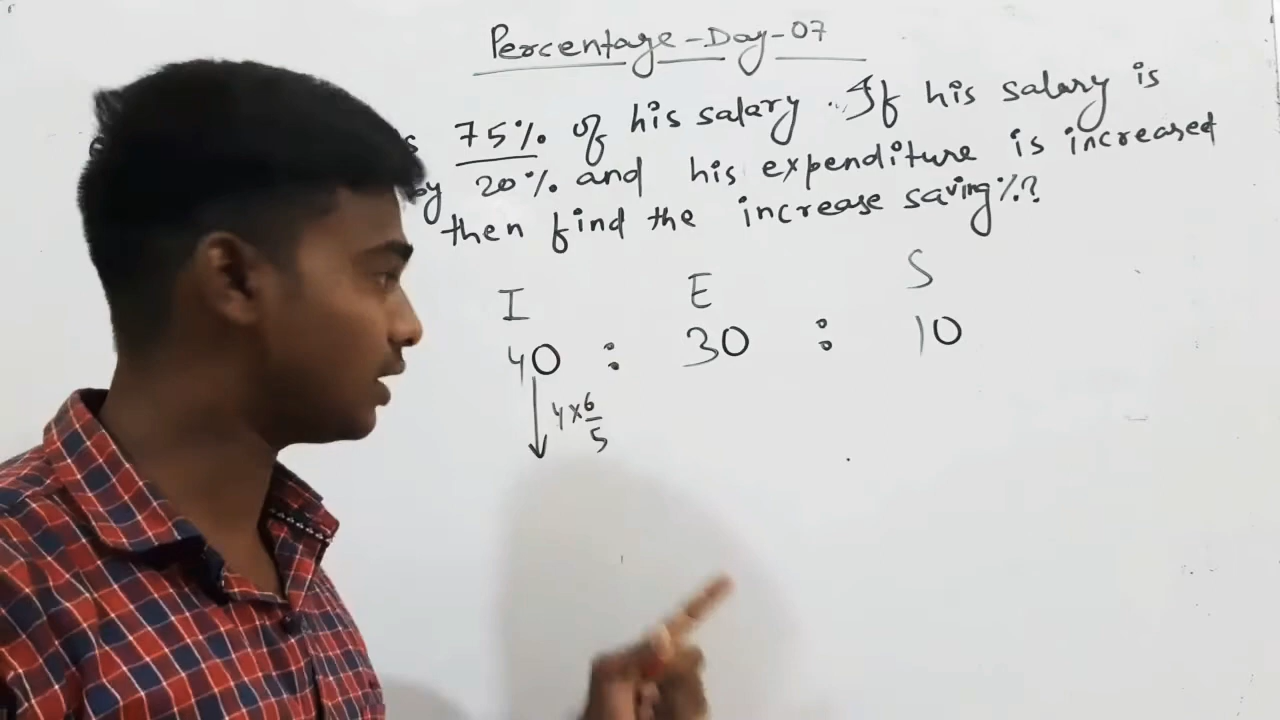 Percentage-Day-07
75% of his salary. If his salary is
by 20% and his expenditure is increased
then find the increase saving%?
I E S
40 : 30 : 10
4×6/5